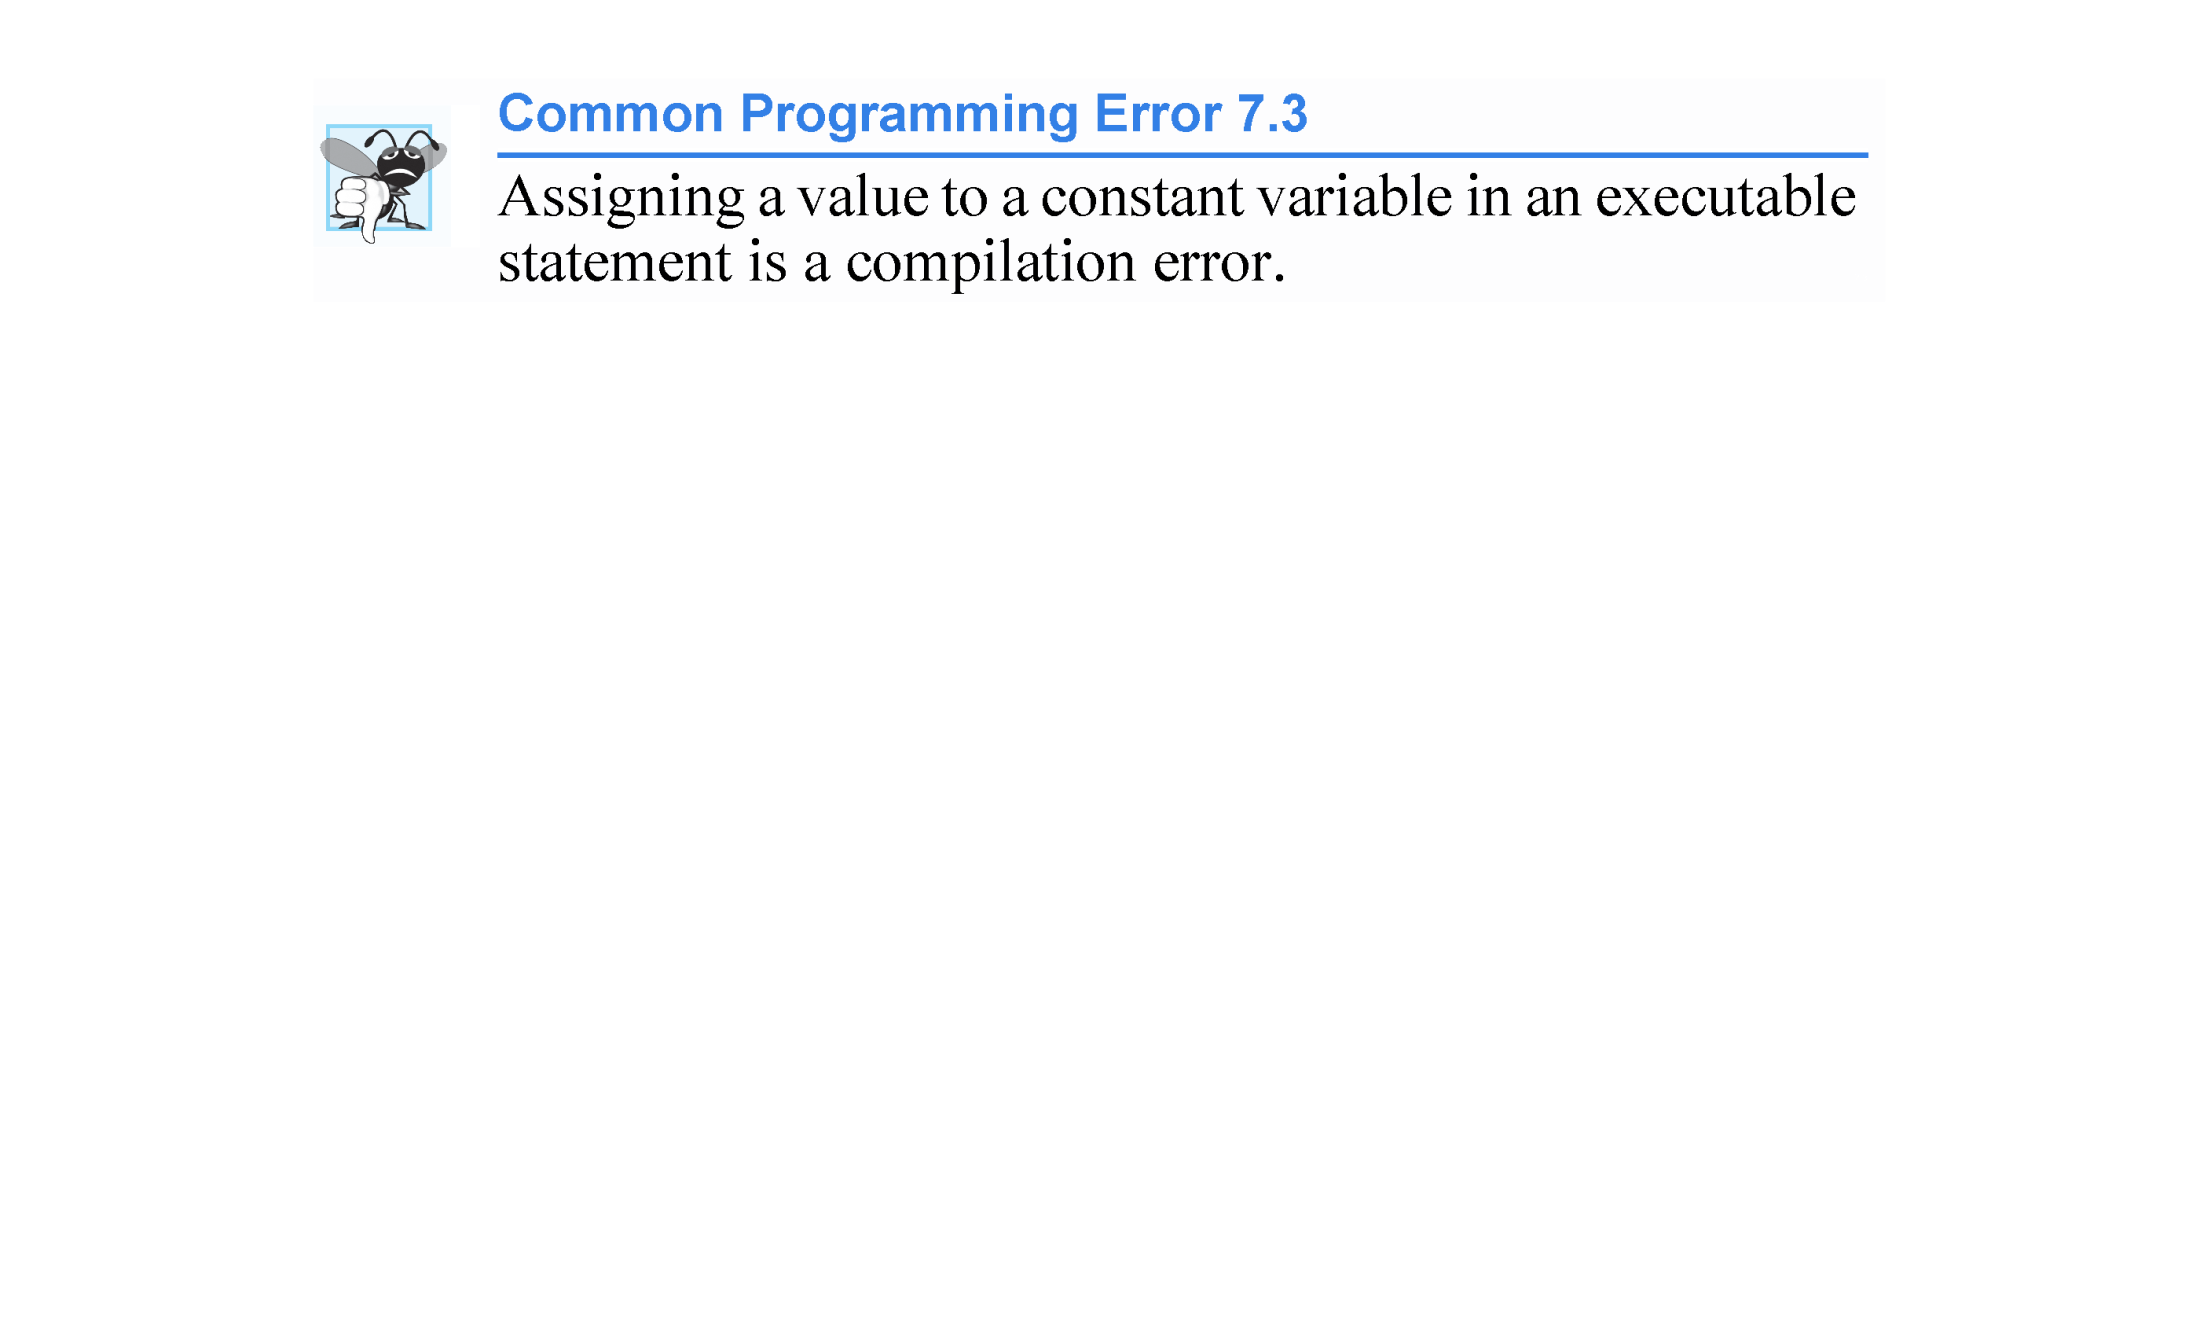 Common Programming Error 7.3
Assigning a value to a constant variable in an executable
statement is a compilation error.